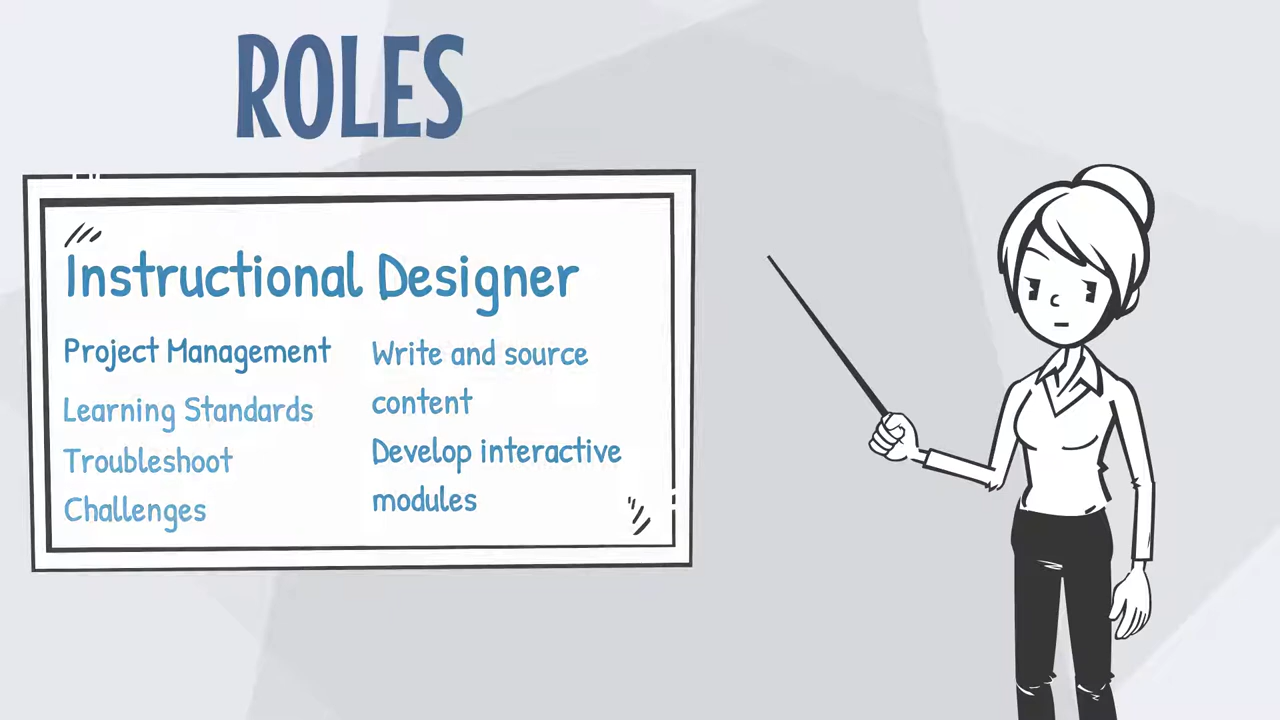 ROLES
Instructional Designer
Project Management
Learning Standards
Troubleshoot
Challenges
Write and source
content
Develop interactive
modules